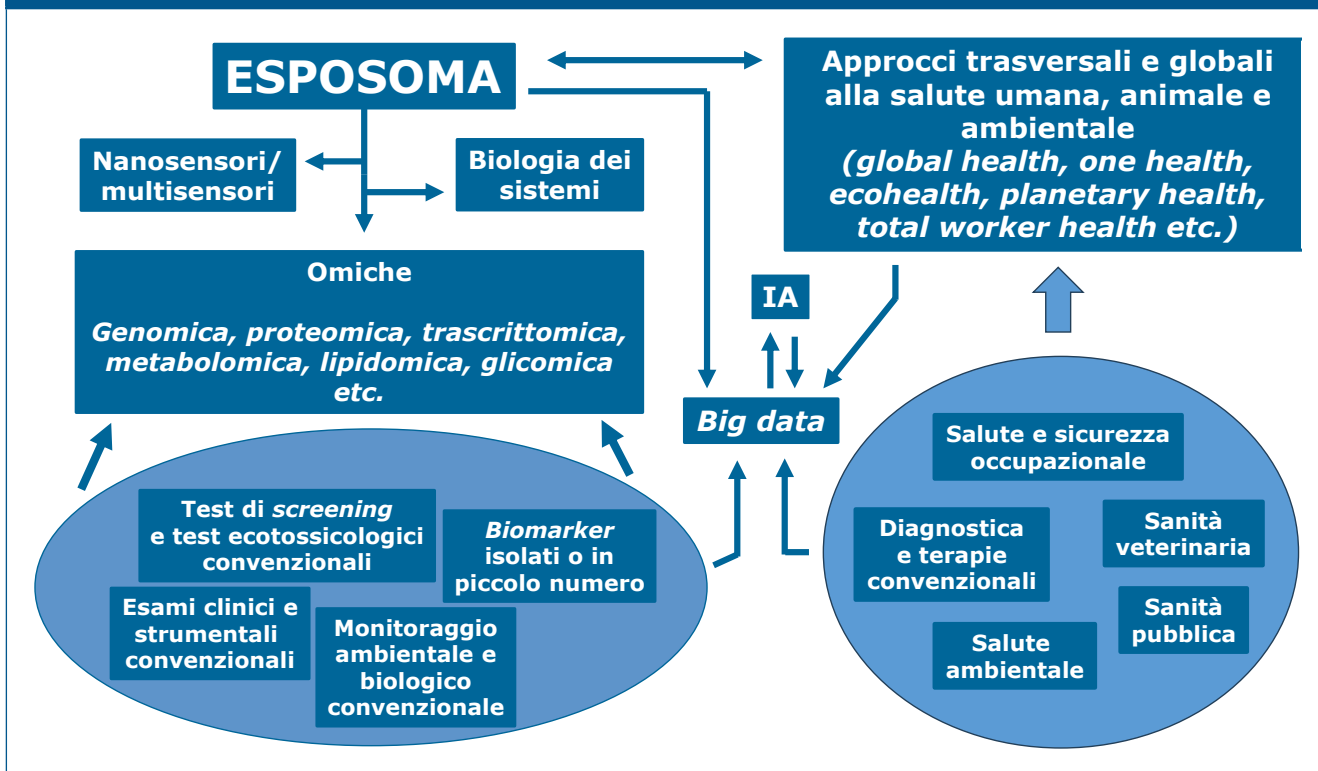 ESPOSOMA
Approcci trasversali e globali
alla salute umana, animale e
ambientale
(global health, one health,
ecohealth, planetary health,
total worker health etc.)
Nanosensori/
multisensori
Biologia dei
sistemi
Omiche
Genomica, proteomica, trascrittomica,
metabolomica, lipidomica, glicomica
etc.
IA
Big data
Test di screening
e test ecotossicologici
convenzionali
Biomarker
isolati o in
piccolo numero
Esami clinici e
strumentali
convenzionali
Monitoraggio
ambientale e
biologico
convenzionale
Salute e sicurezza
occupazionale
Diagnostica
e terapie
convenzionali
Sanità
veterinaria
Sanità
pubblica
Salute
ambientale